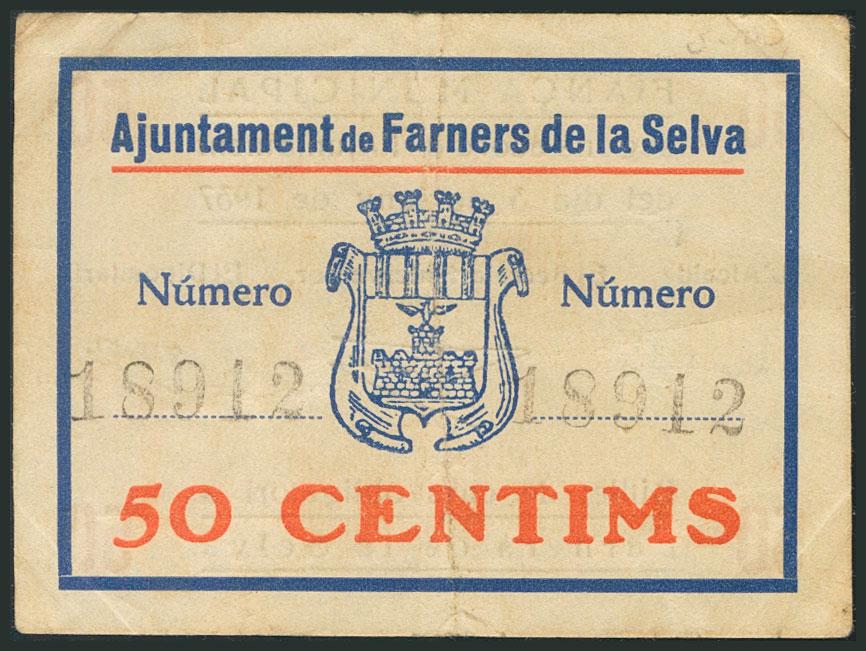 Ajuntament de Farners de la Selva
Número Número
18912 18912
50 CENTIMS